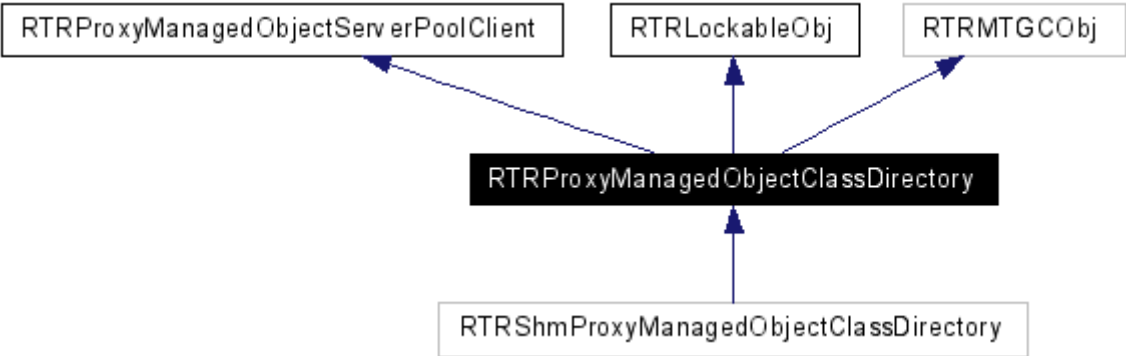 RTRProxyManagedObjectServerPoolClient
RTRLockableObj
RTRMTGCObj
RTRProxyManagedObjectClassDirectory
RTRShmProxyManagedObjectClassDirectory